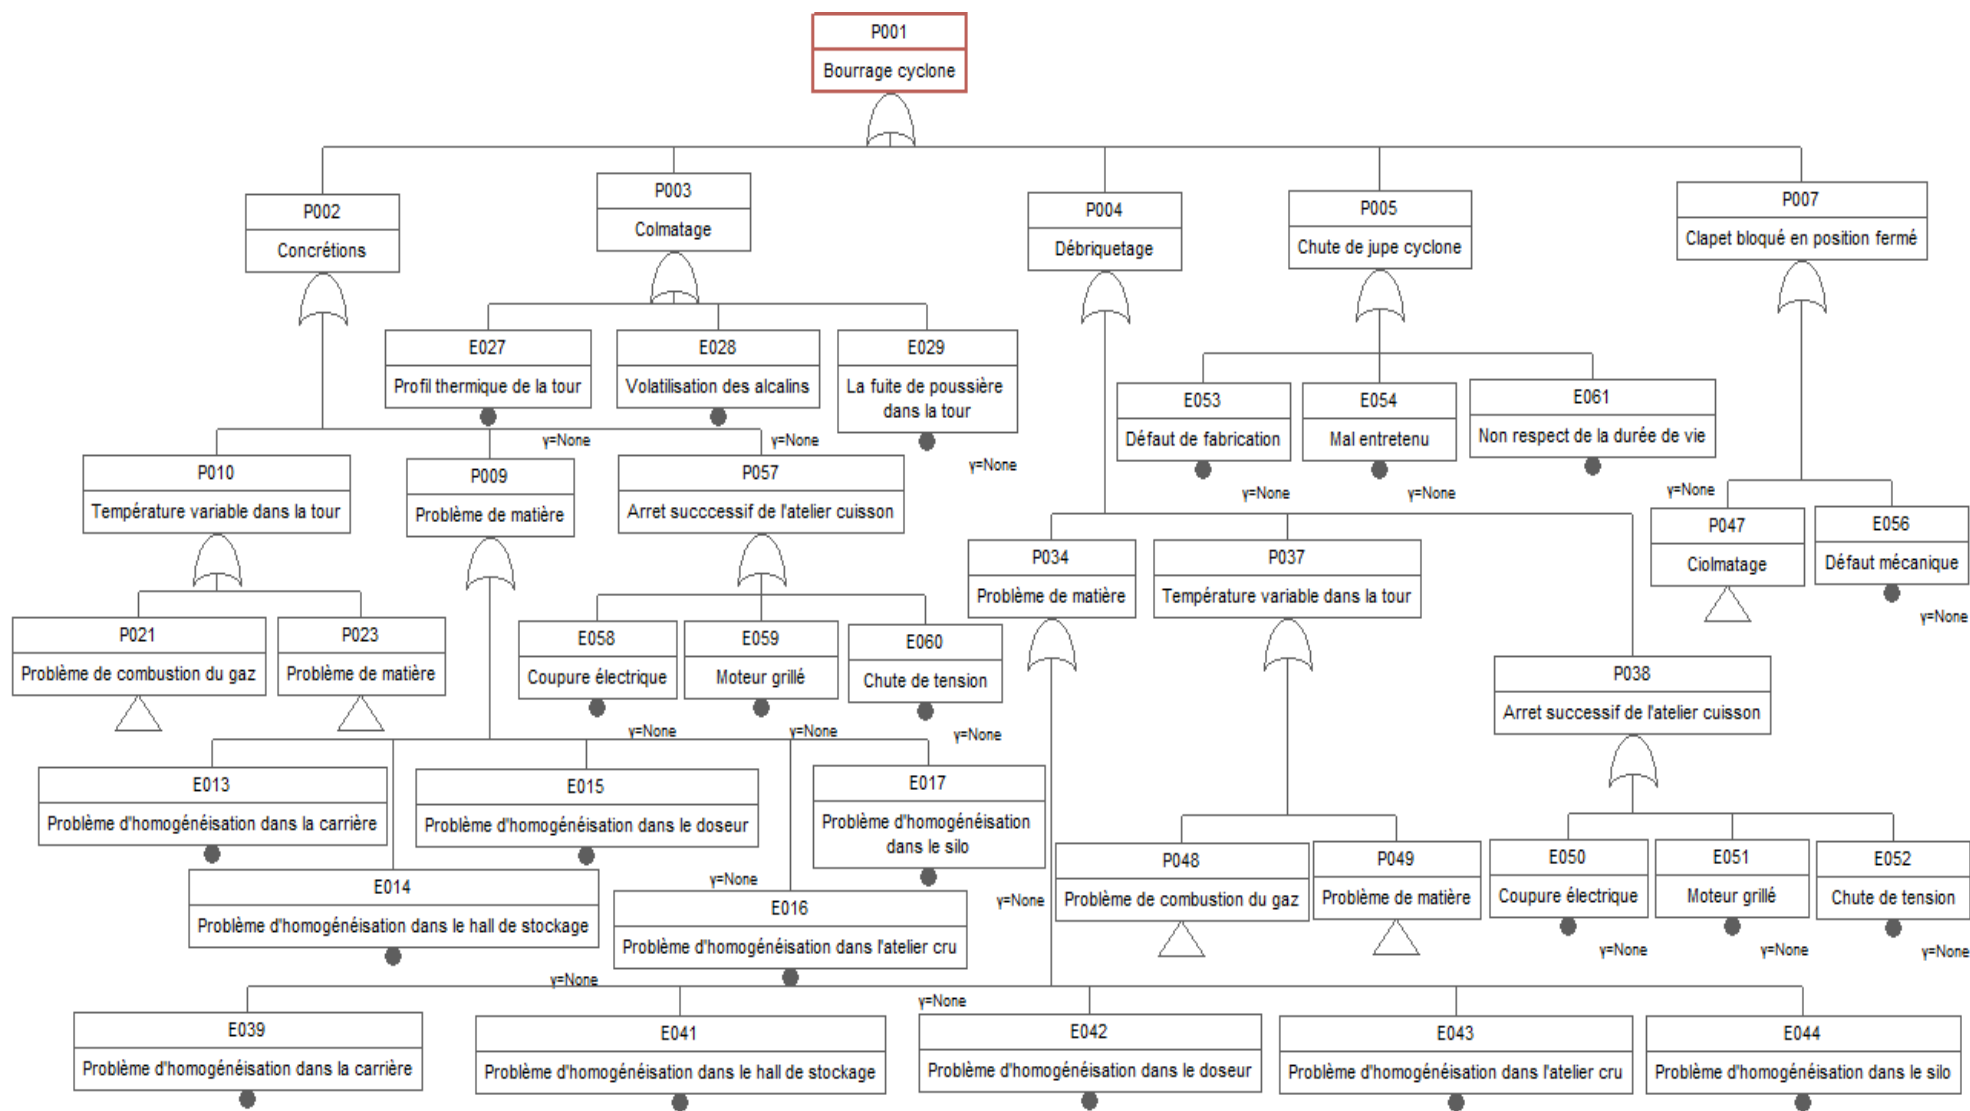 P001
Bourrage cyclone
P002
Concrétions
P003
Colmatage
P004
Débriquetage
P005
Chute de jupe cyclone
P007
Clapet bloqué en position fermé
E027
Profil thermique de la tour
E028
Volatilisation des alcalins
E029
La fuite de poussière
dans la tour
y=None
y=None
y=None
E053
Défaut de fabrication
E054
Mal entretenu
E061
Non respect de la durée de vie
y=None
y=None
y=None
P010
Température variable dans la tour
P009
Problème de matière
P057
Arret succcessif de l'atelier cuisson
P047
Ciolmatage
E056
Défaut mécanique
y=None
P034
Problème de matière
P037
Température variable dans la tour
P021
Problème de combustion du gaz
P023
Problème de matière
E058
Coupure électrique
E059
Moteur grillé
E060
Chute de tension
y=None
y=None
y=None
P038
Arret successif de l'atelier cuisson
E013
Problème d'homogénéisation dans la carrière
E015
Problème d'homogénéisation dans le doseur
E017
Problème d'homogénéisation
dans le silo
y=None
y=None
E014
Problème d'homogénéisation dans le hall de stockage
E016
Problème d'homogénéisation dans l'atelier cru
y=None
y=None
P048
Problème de combustion du gaz
P049
Problème de matière
E050
Coupure électrique
E051
Moteur grillé
E052
Chute de tension
y=None
y=None
y=None
E039
Problème d'homogénéisation dans la carrière
E041
Problème d'homogénéisation dans le hall de stockage
E042
Problème d'homogénéisation dans le doseur
E043
Problème d'homogénéisation dans l'atelier cru
E044
Problème d'homogénéisation dans le silo